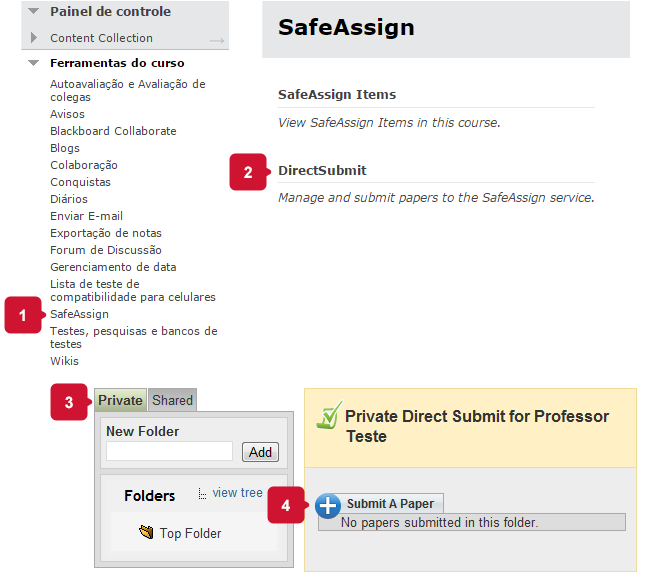 Painel de controle
Content Collection
Ferramentas do curso
Autoavaliação e Avaliação de
colegas
Avisos
Blackboard Collaborate
Blogs
Colaboração
Conquistas
Diários
Enviar E-mail
Exportação de notas
Forum de Discussão
Gerenciamento de data
Lista de teste de
compatibilidade para celulares
1
SafeAssign
Testes, pesquisas e bancos de
testes
Wikis
SafeAssign
SafeAssign Items
View SafeAssign Items in this course.
2
DirectSubmit
Manage and submit papers to the SafeAssign service.
3
Private Shared
New Folder
Add
Folders view tree
Top Folder
Private Direct Submit for Professor
Teste
4
Submit A Paper
No papers submitted in this folder.